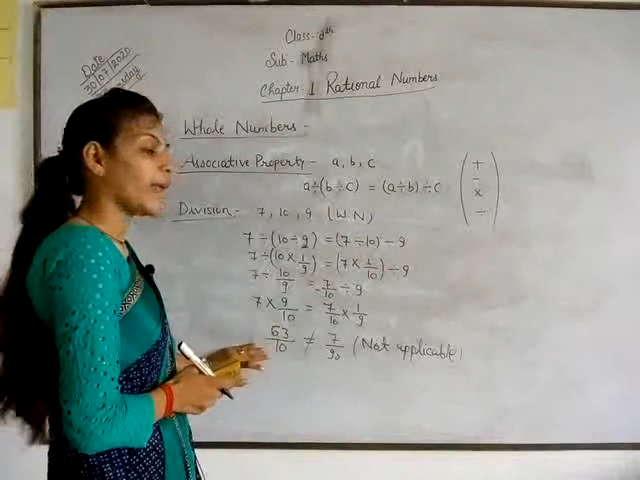 Class-8th
Sub- Maths
Date
30/07/2020
Chapter-1 Rational Numbers
Whole Numbers-
Associative Property- a, b, c
a÷(b÷c) = (a÷b)÷c
+
-
×
÷
Division- 7, 10, 9 (W.N)
7÷(10÷9) = (7÷10)÷9
7÷(10×1/9) = (7×1/10)÷9
7÷10/9 = 7/10÷9
7×9/10 = 7/10×1/9
63/10 ≠ 7/90 (Not applicable)